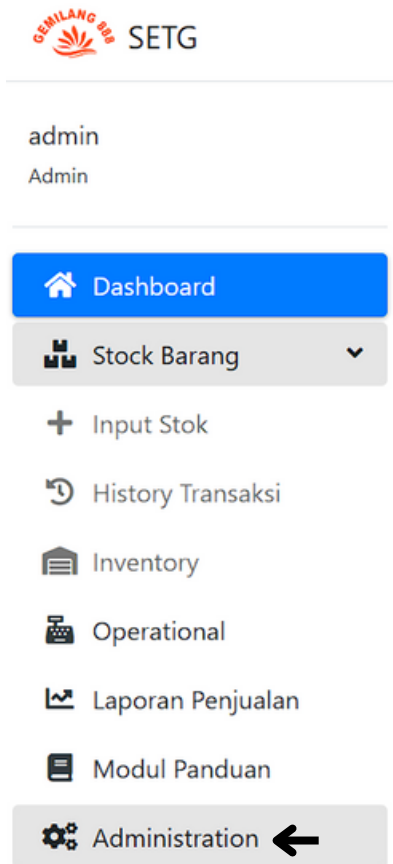 GEMILANG 888
SETG
admin
Admin
Dashboard
Stock Barang
Input Stok
History Transaksi
Inventory
Operational
Laporan Penjualan
Modul Panduan
Administration